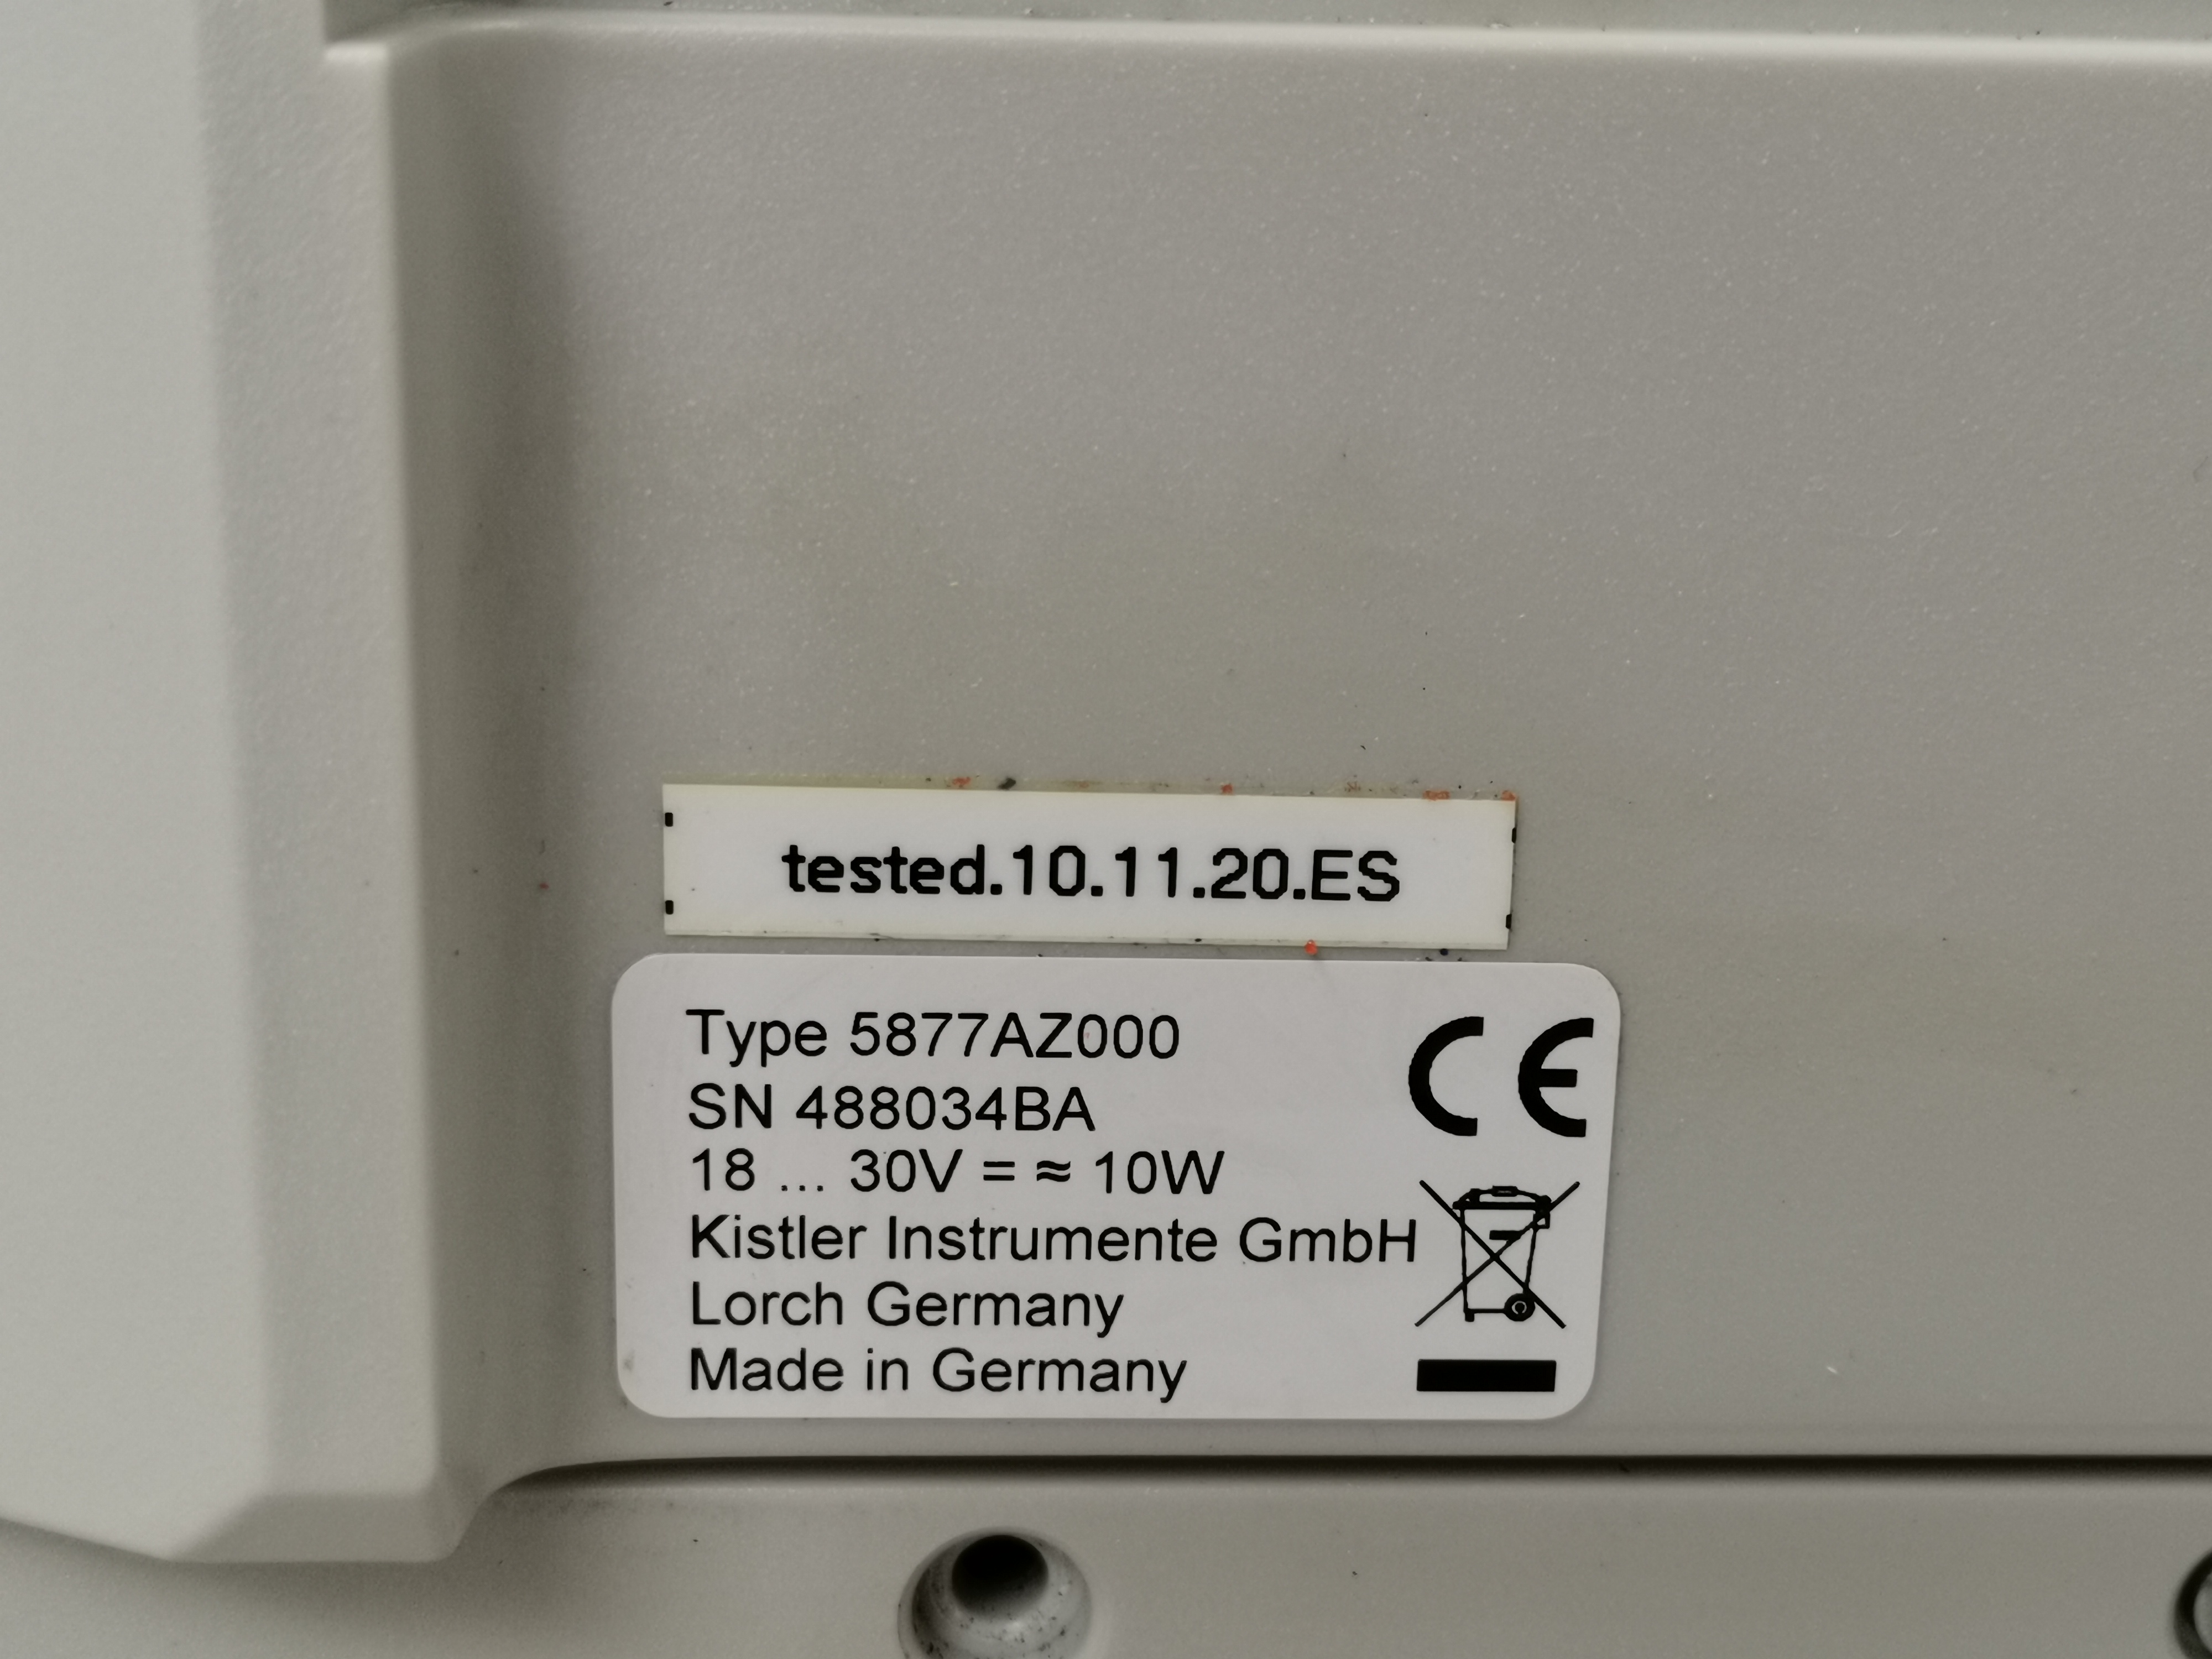 tested.10.11.20.ES
Type 5877AZ000
SN 488034BA
18 ... 30V = ≈ 10W
Kistler Instrumente GmbH
Lorch Germany
Made in Germany
CE